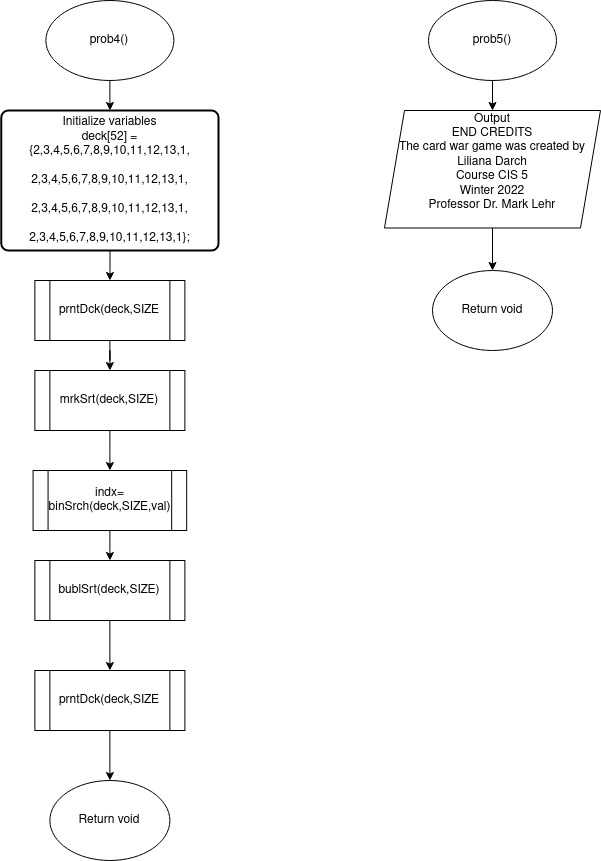 prob4()
Initialize variables
deck[52] =
{2,3,4,5,6,7,8,9,10,11,12,13,1,
2,3,4,5,6,7,8,9,10,11,12,13,1,
2,3,4,5,6,7,8,9,10,11,12,13,1,
2,3,4,5,6,7,8,9,10,11,12,13,1};
prntDck(deck,SIZE
mrkSrt(deck,SIZE)
indx=
binSrch(deck,SIZE,val)
bublSrt(deck,SIZE)
prntDck(deck,SIZE
Return void
prob5()
Output
END CREDITS
The card war game was created by
Liliana Darch
Course CIS 5
Winter 2022
Professor Dr. Mark Lehr
Return void